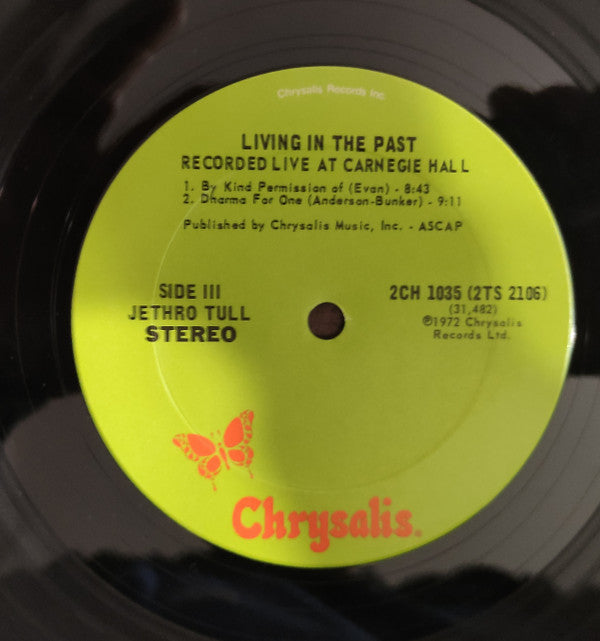 Chrysalis Records Inc.
LIVING IN THE PAST
RECORDED LIVE AT CARNEGIE HALL
1. By Kind Permission of (Evan) - 8:43
2. Dharma For One (Anderson-Bunker) - 9:11
Published by Chrysalis Music, Inc. - ASCAP
SIDE III
JETHRO TULL
STEREO
2CH 1035 (2TS 2106)
(31,482)
℗1972 Chrysalis
Records Ltd.
Chrysalis.